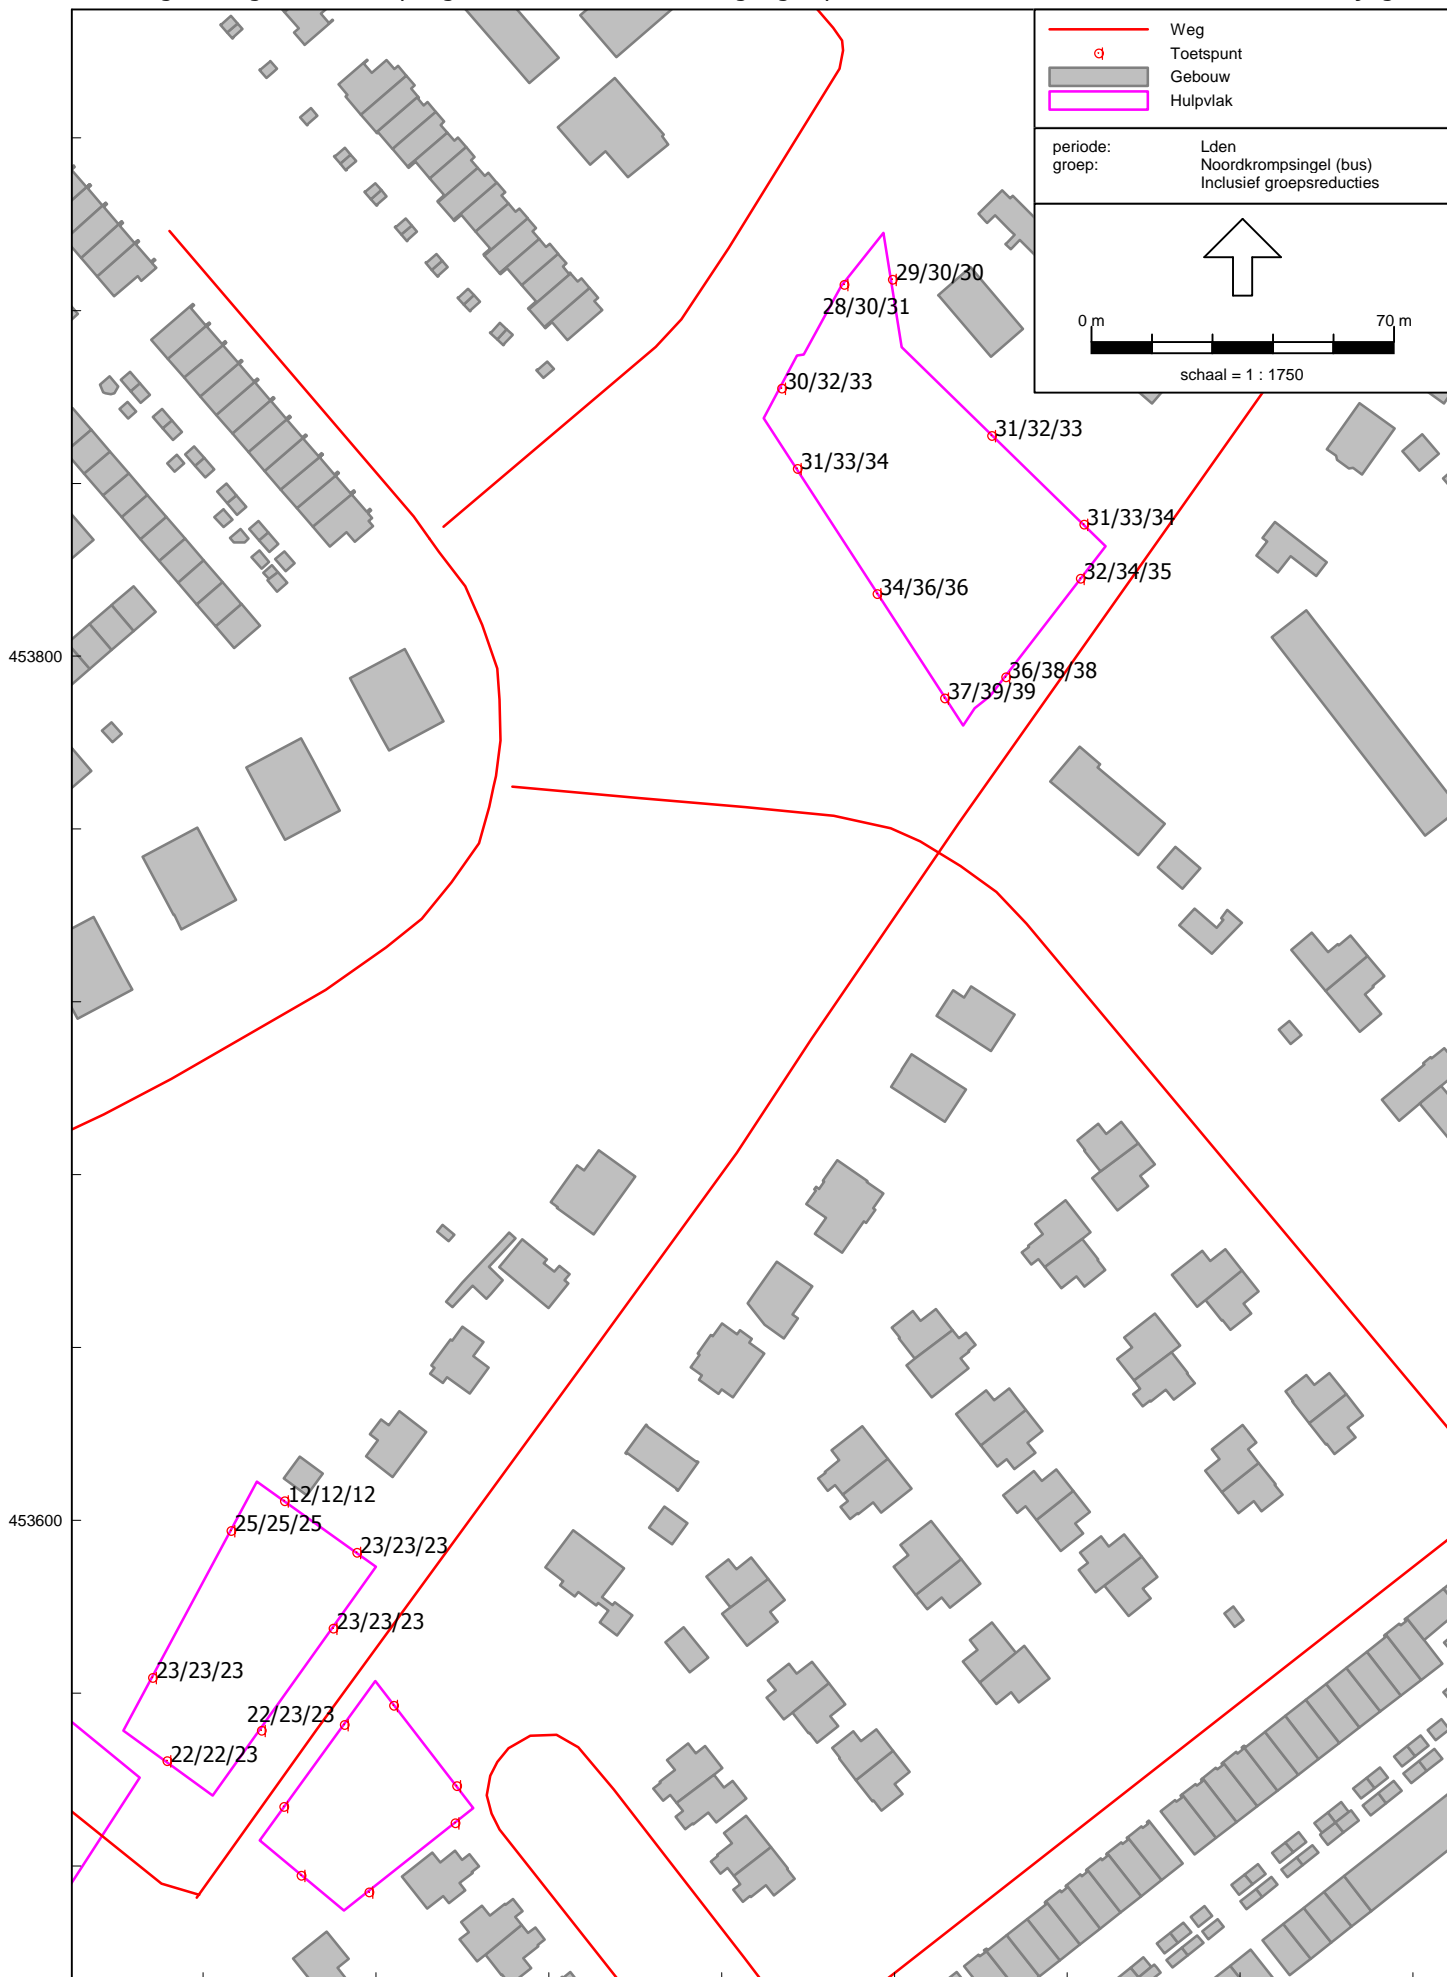 Weg
Toetspunt
Gebouw
Hulpvlak
periode: Lden
groep: Noordkrompsingel (bus)
Inclusief groepsreducties
0 m 70 m
schaal = 1 : 1750
29/30/30
28/30/31
30/32/33
31/32/33
31/33/34
31/33/34
32/34/35
34/36/36
453800
36/38/38
37/39/39
12/12/12
453600
25/25/25
23/23/23
23/23/23
23/23/23
22/23/23
22/22/23